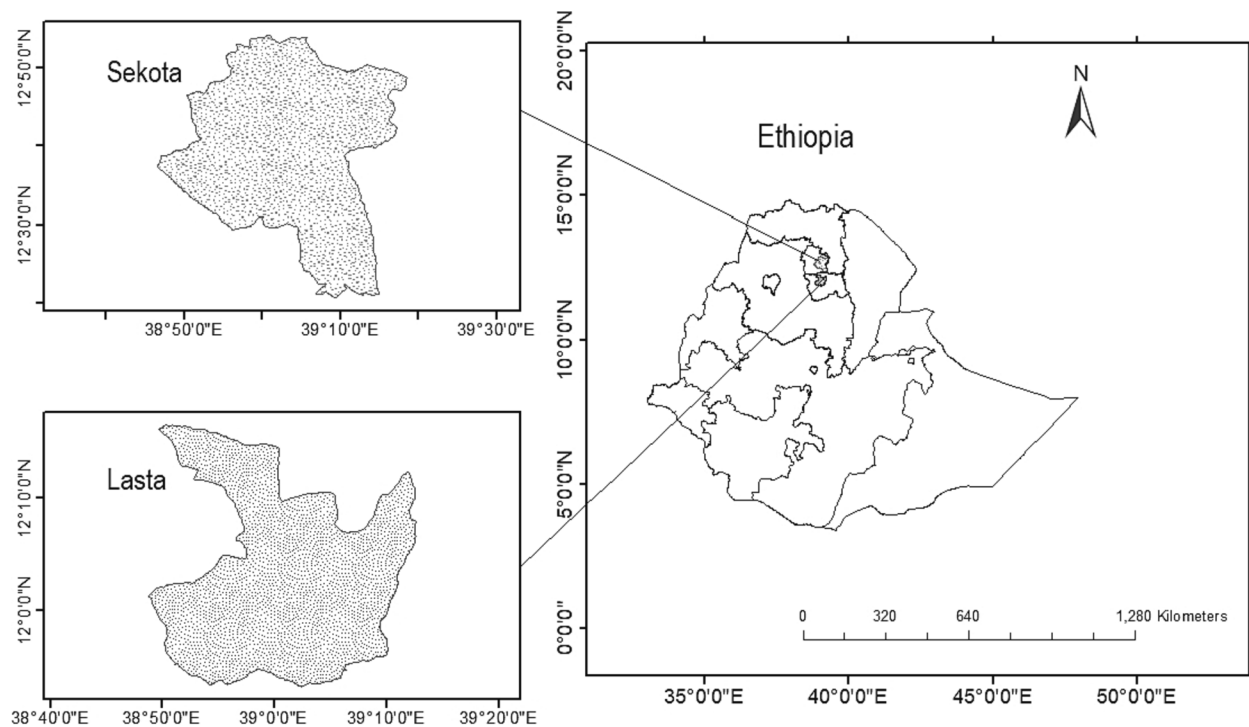 Sekota
12°50'0"N
12°30'0"N
38°50'0"E 39°10'0"E 39°30'0"E
Lasta
12°10'0"N
12°0'0"N
38°40'0"E 38°50'0"E 39°0'0"E 39°10'0"E 39°20'0"E
Ethiopia
N
20°0'0"N
15°0'0"N
10°0'0"N
5°0'0"N
0°0'0"N
0 320 640 1,280 Kilometers
35°0'0"E 40°0'0"E 45°0'0"E 50°0'0"E